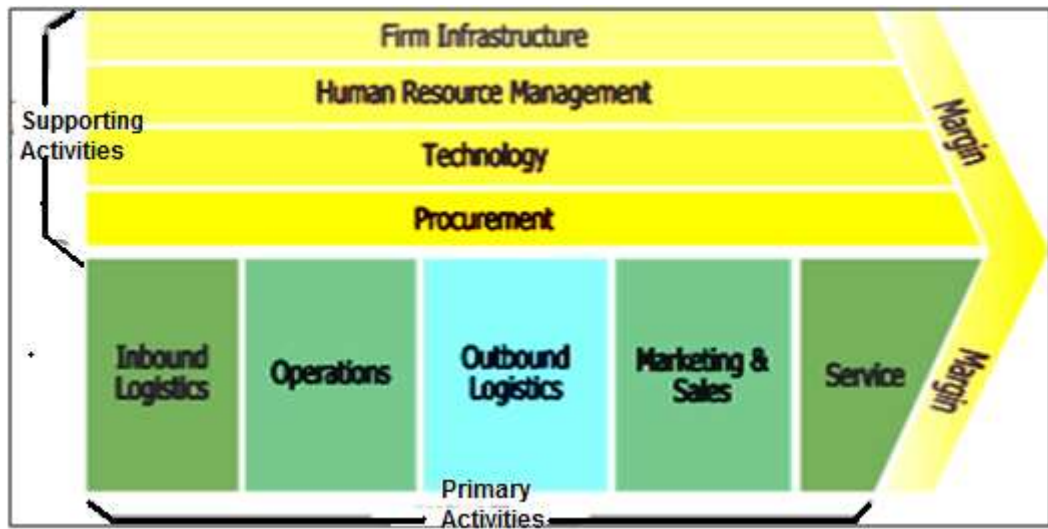 Firm Infrastructure
Human Resource Management
Technology
Procurement
Supporting
Activities
Margin
Inbound
Logistics
Operations
Outbound
Logistics
Marketing &
Sales
Service
Margin
Primary
Activities